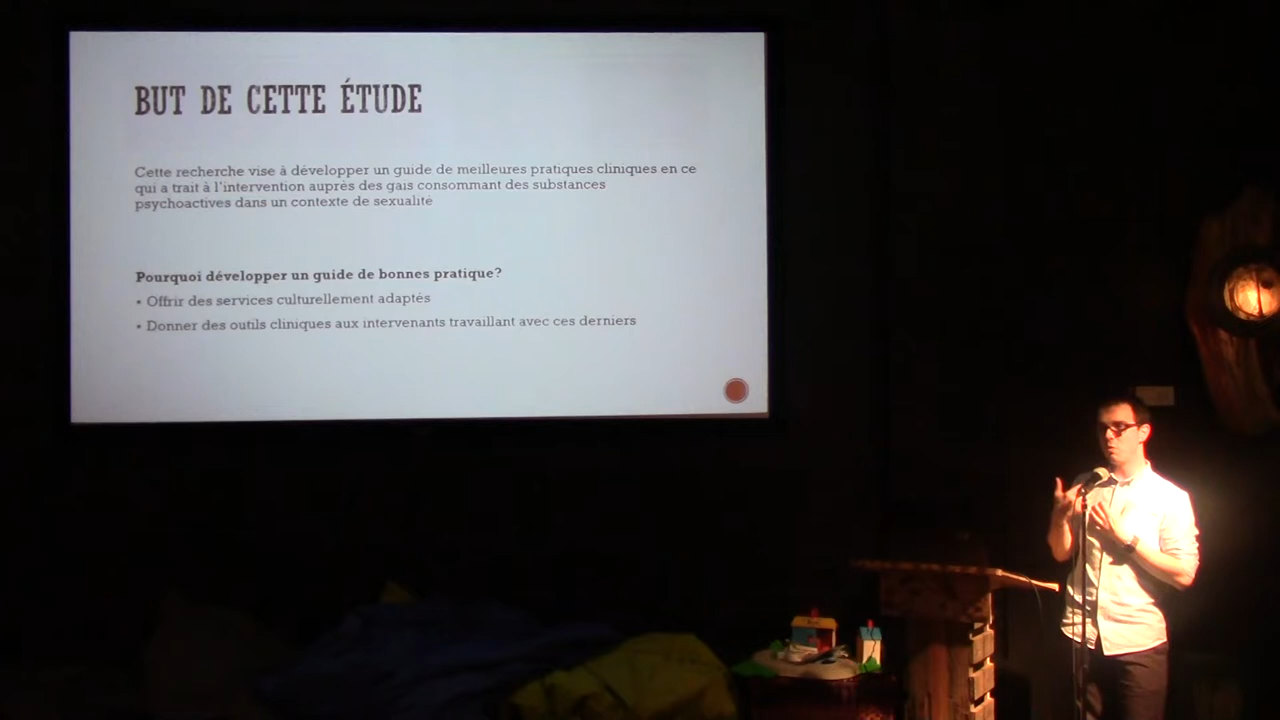 BUT DE CETTE ÉTUDE
Cette recherche vise à développer un guide de meilleures pratiques cliniques en ce
qui a trait à l'intervention auprès des gais consommant des substances
psychoactives dans un contexte de sexualité
Pourquoi développer un guide de bonnes pratique?
• Offrir des services culturellement adaptés
• Donner des outils cliniques aux intervenants travaillant avec ces derniers